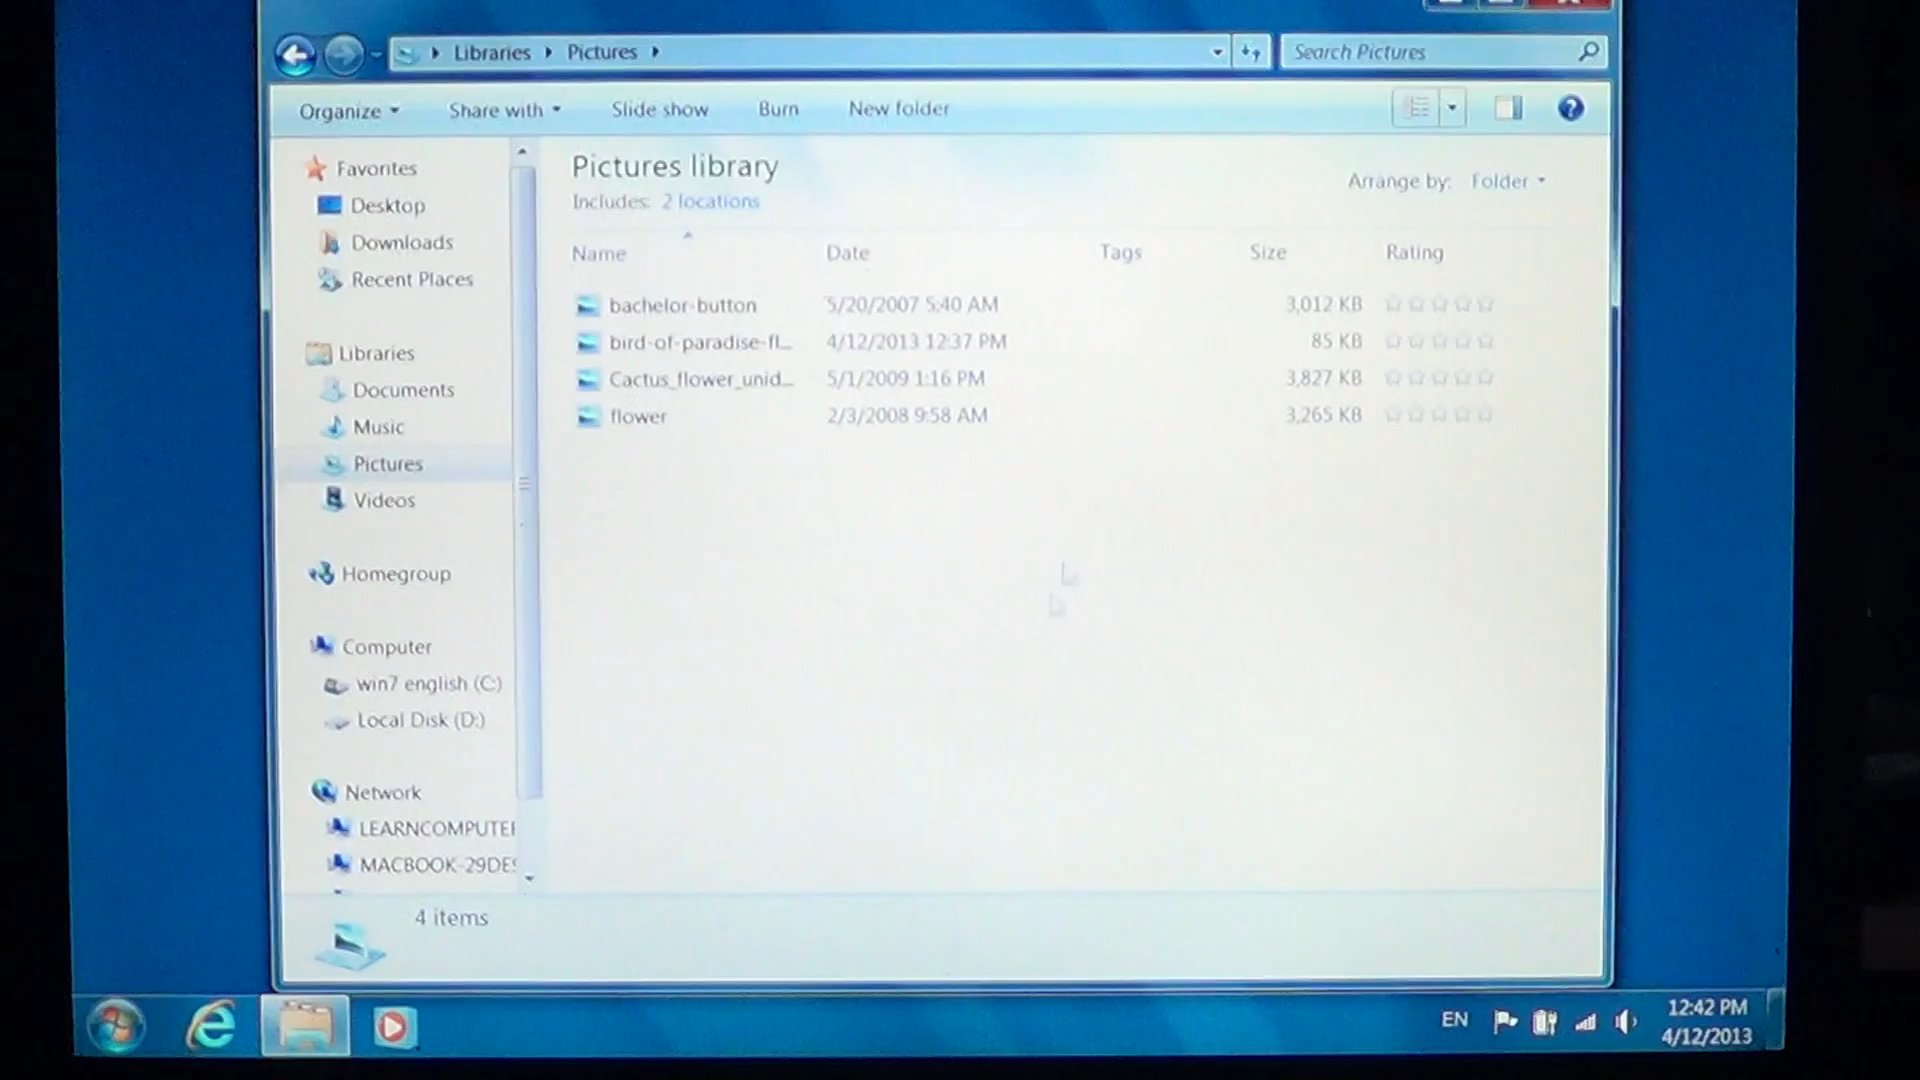 Libraries Pictures
Search Pictures
Organize Share with Slide show Burn New folder
Favorites
Desktop
Downloads
Recent Places
Libraries
Documents
Music
Pictures
Videos
Homegroup
Computer
win7 english (C:)
Local Disk (D:)
Network
LEARNCOMPUTER
MACBOOK-29DES
Pictures library
Includes: 2 locations
Arrange by: Folder
Name Date Tags Size Rating
bachelor-button 5/20/2007 5:40 AM 3,012 KB
bird-of-paradise-fl... 4/12/2013 12:37 PM 85 KB
Cactus_flower_unid... 5/1/2009 1:16 PM 3,827 KB
flower 2/3/2008 9:58 AM 3,265 KB
4 items
EN
12:42 PM
4/12/2013